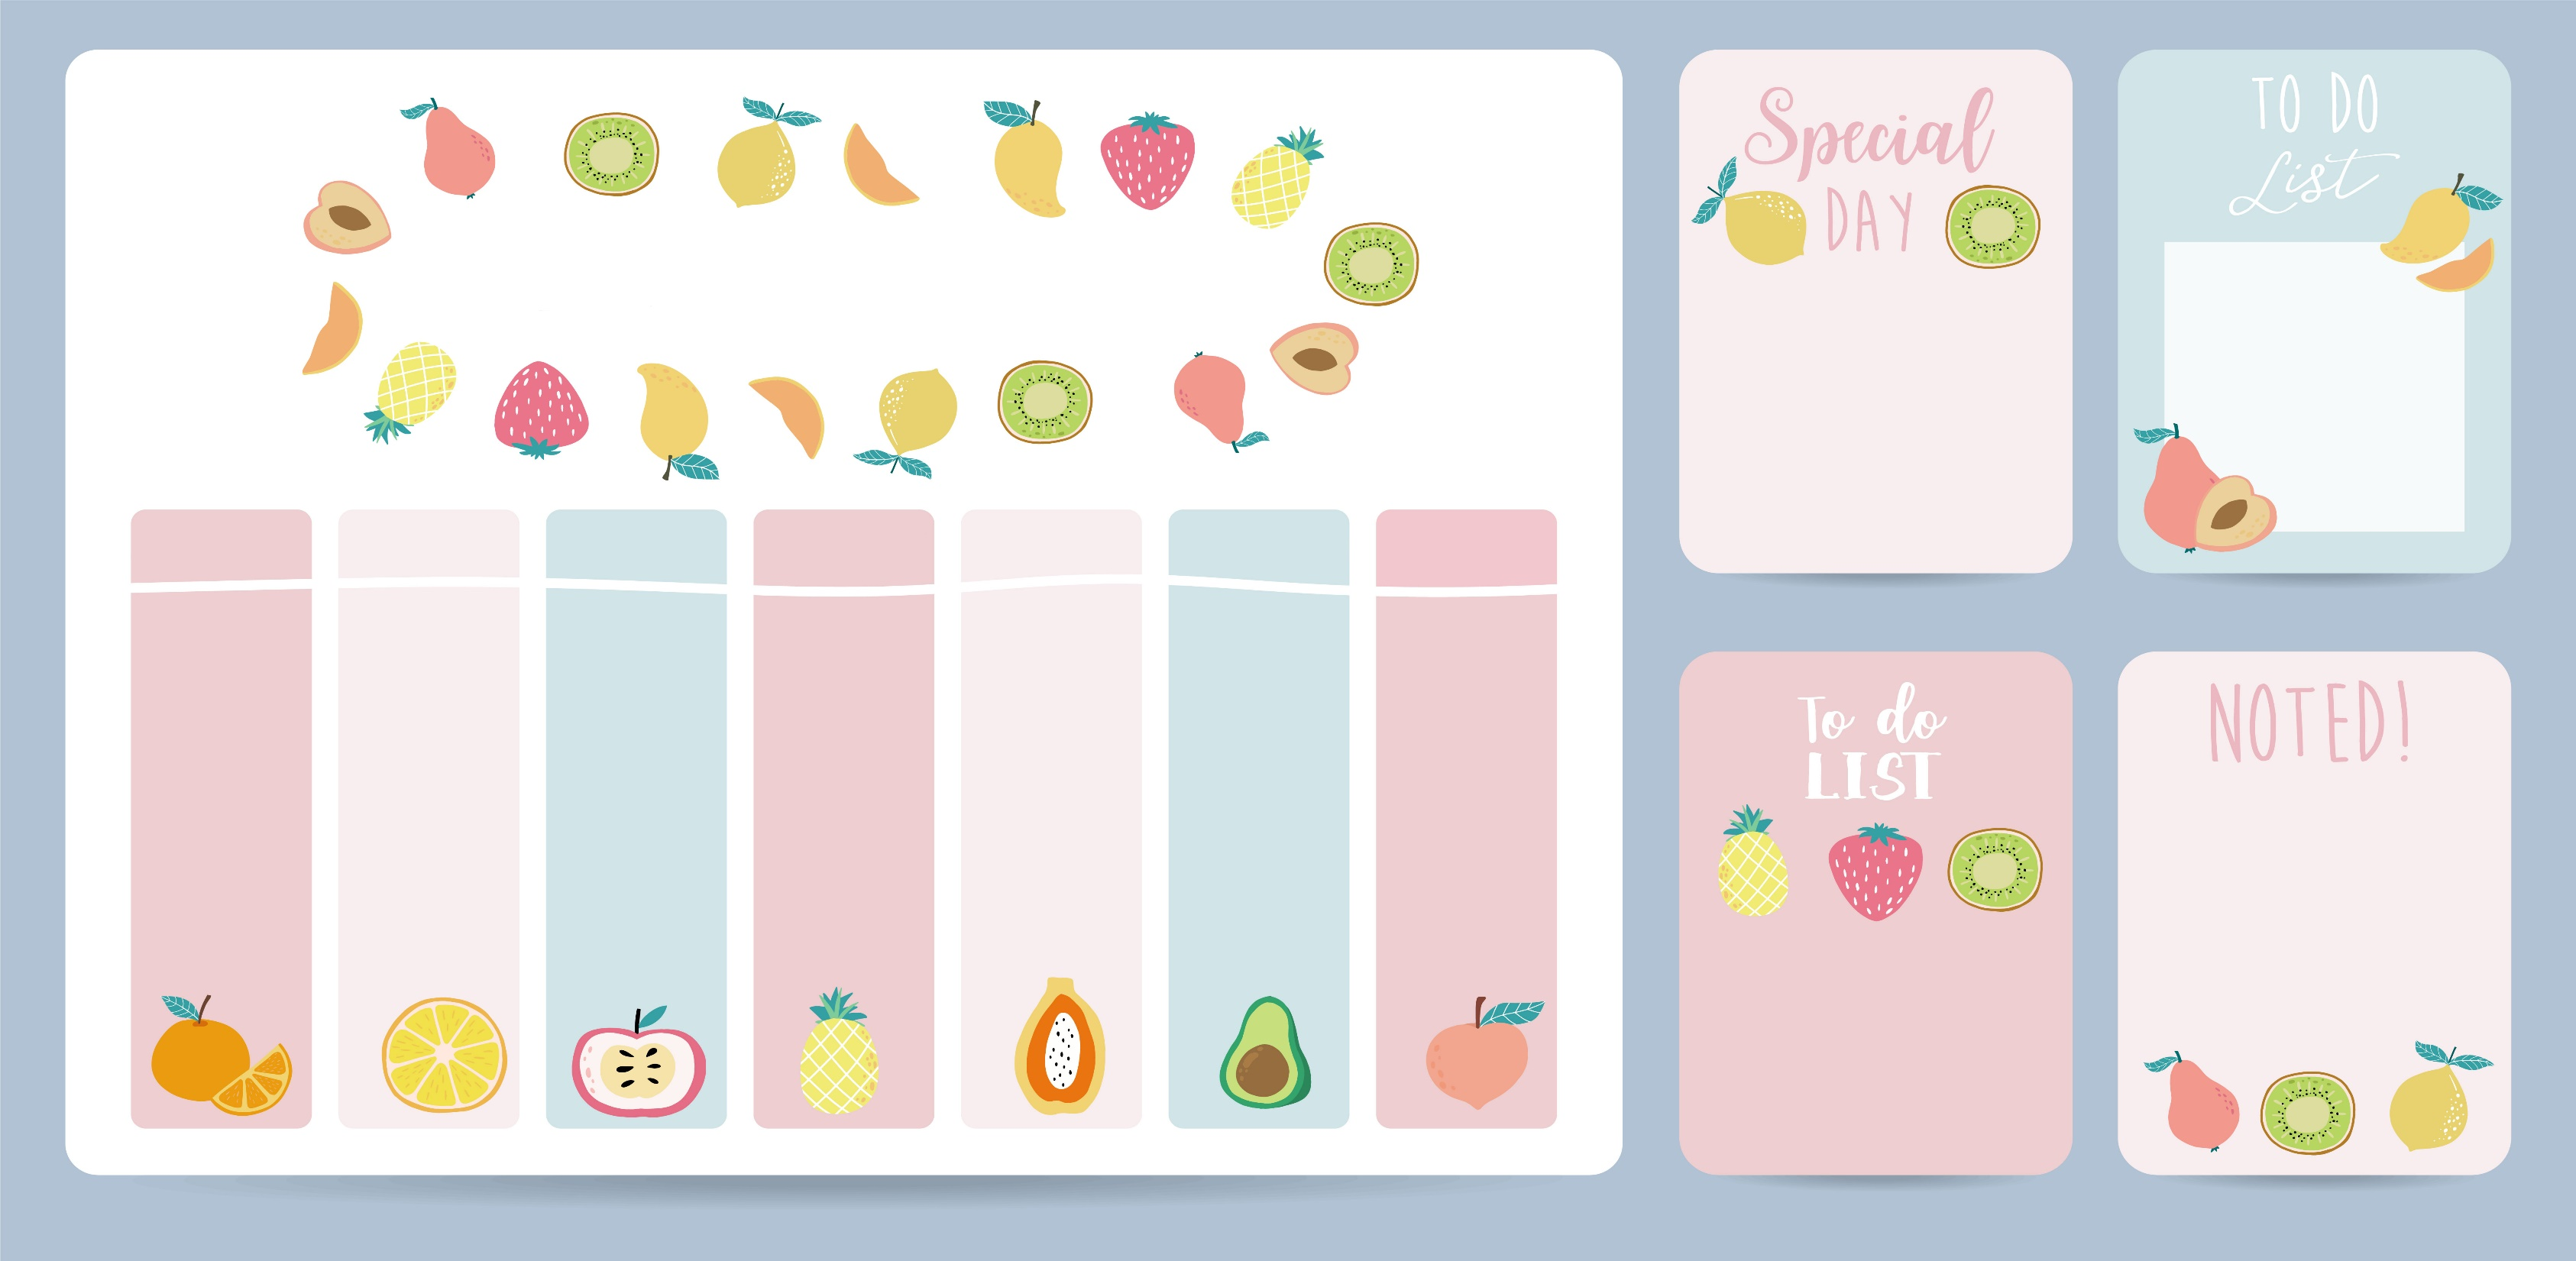 Special
DAY
TO DO
List
To do
LIST
NOTED!